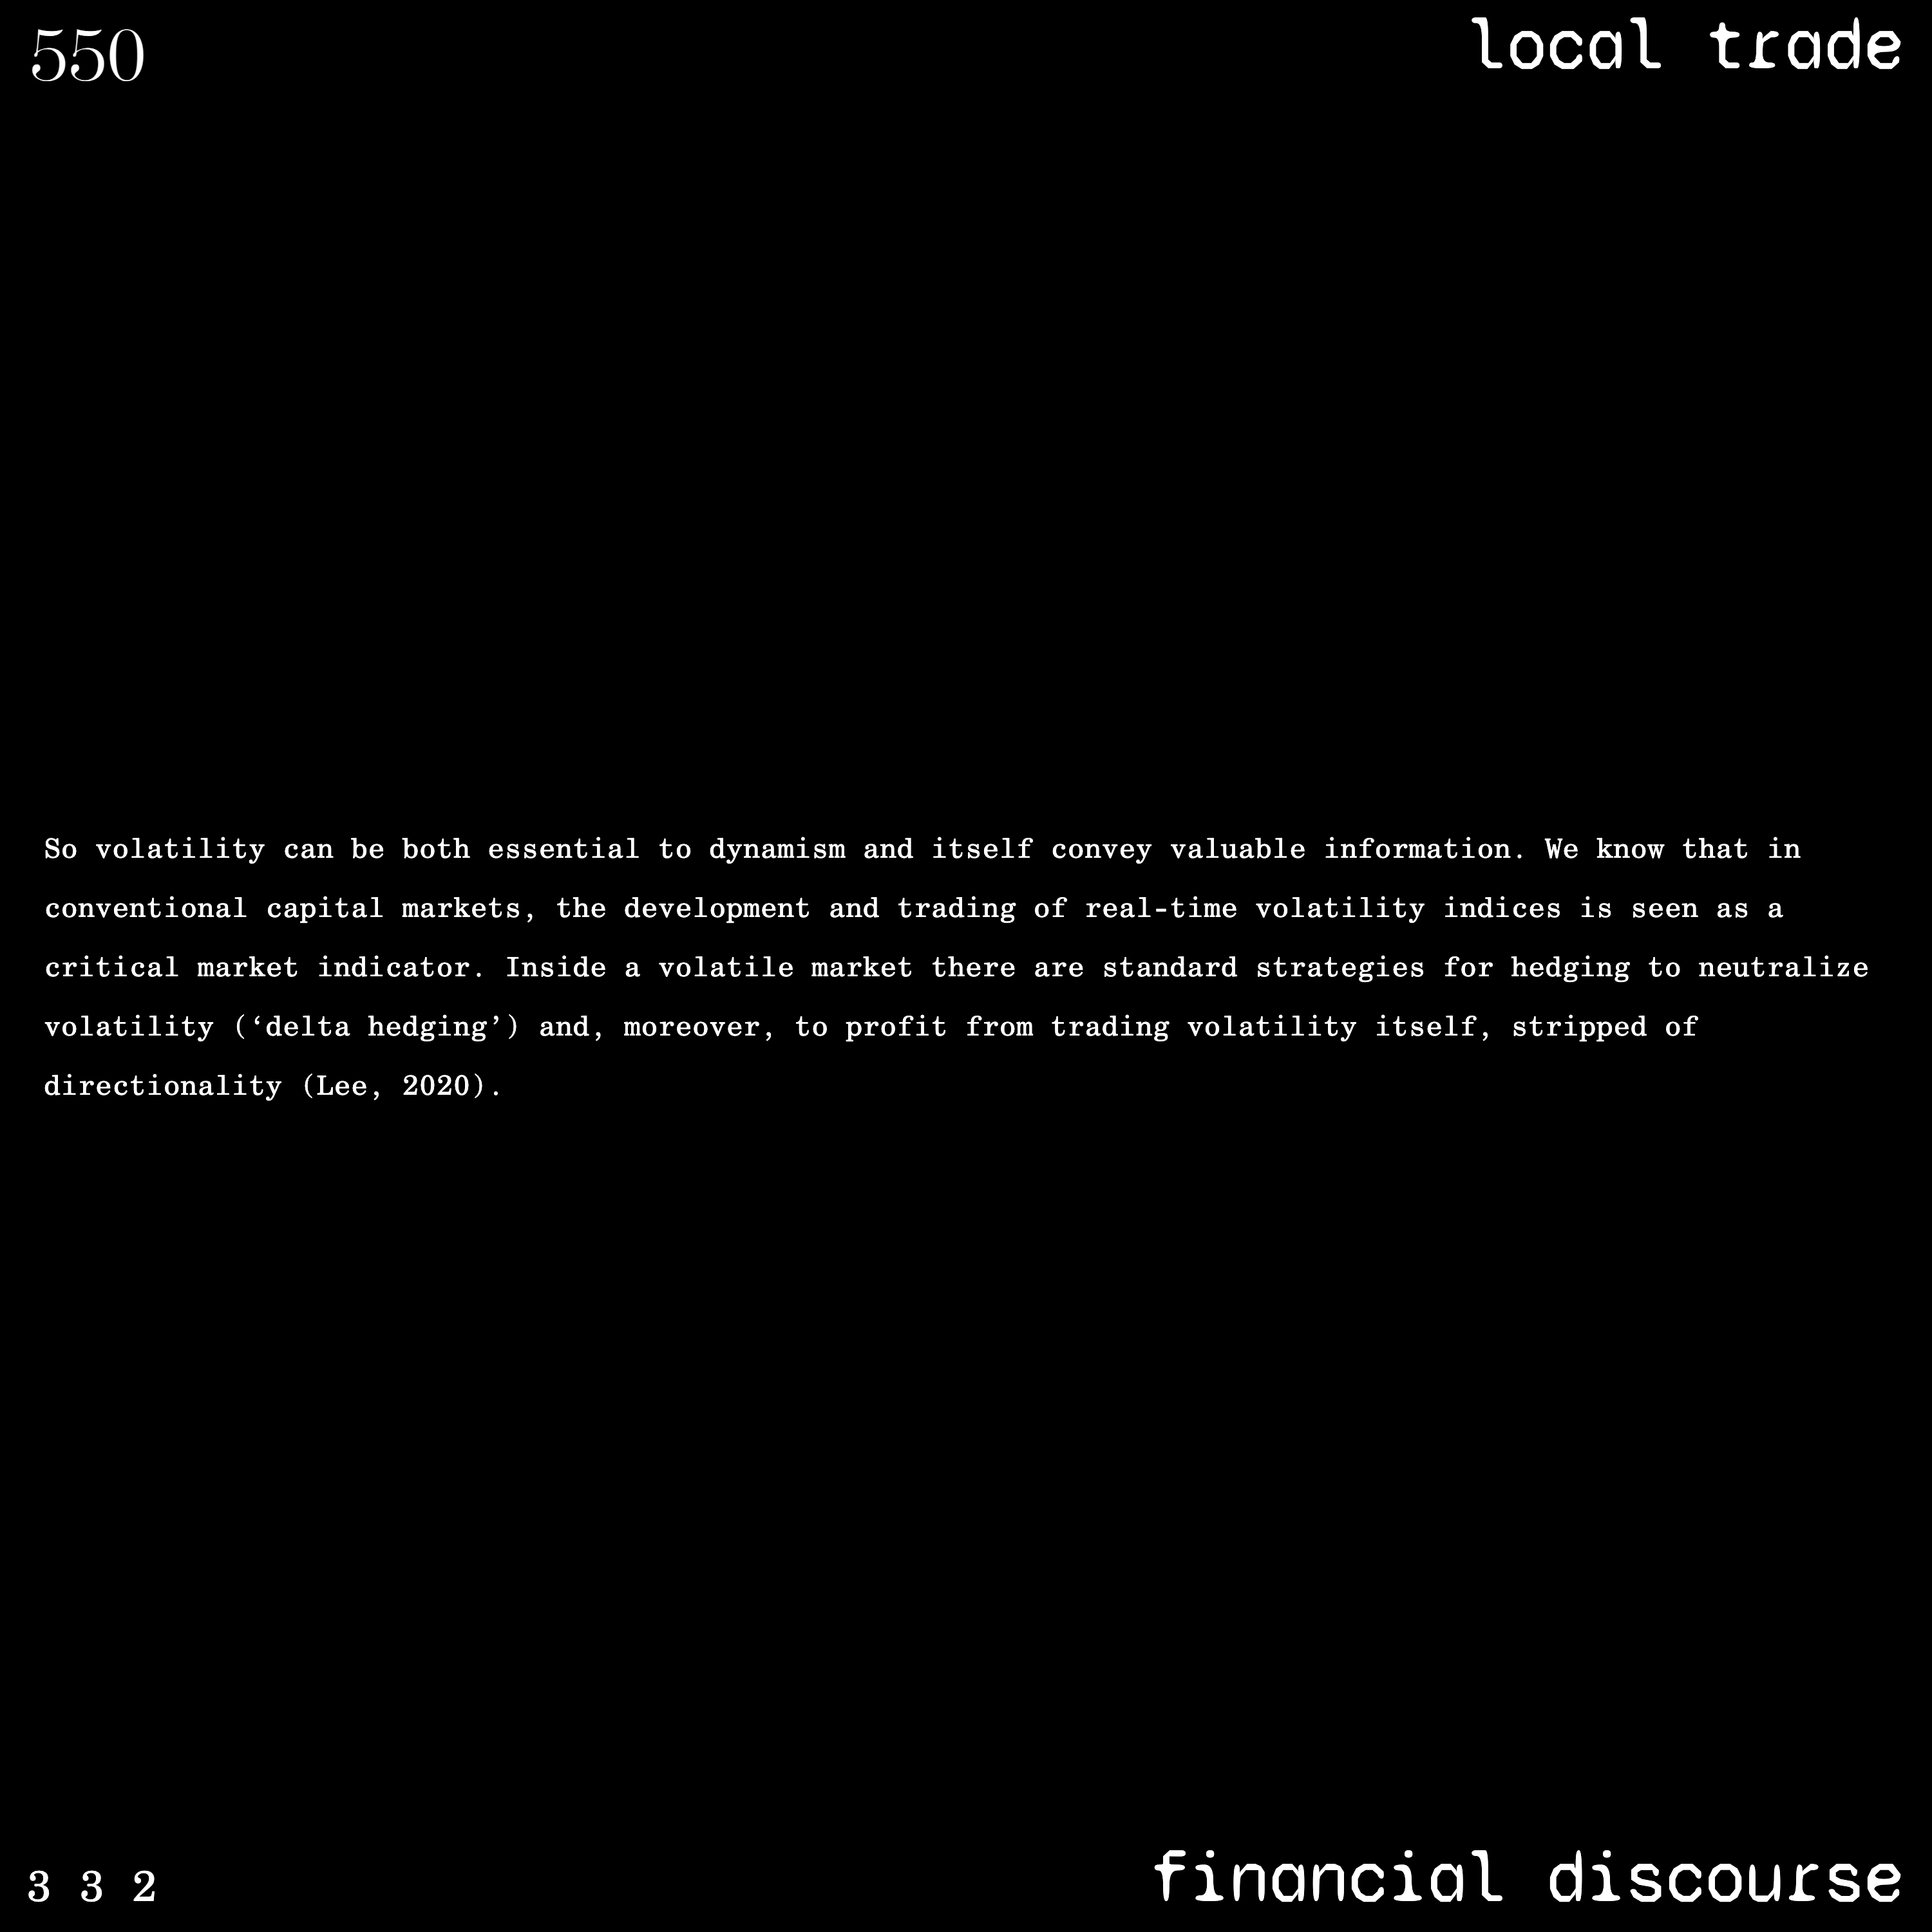 550
local trade
So volatility can be both essential to dynamism and itself convey valuable information. We know that in
conventional capital markets, the development and trading of real-time volatility indices is seen as a
critical market indicator. Inside a volatile market there are standard strategies for hedging to neutralize
volatility (‘delta hedging’) and, moreover, to profit from trading volatility itself, stripped of
directionality (Lee, 2020).
3 3 2
financial discourse